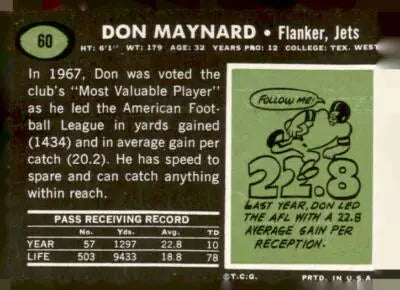 60
DON MAYNARD • Flanker, Jets
HT: 6'1" WT: 179 AGE: 32 YEARS PRO: 12 COLLEGE: TEX. WEST
In 1967, Don was voted the
club's "Most Valuable Player"
as he led the American Foot-
ball League in yards gained
(1434) and in average gain per
catch (20.2). He has speed to
spare and can catch anything
within reach.
FOLLOW ME!
22.8
LAST YEAR, DON LED
THE AFL WITH A 22.8
AVERAGE GAIN PER
RECEPTION.
PASS RECEIVING RECORD
No. Yds. Avg. TD
YEAR 57 1297 22.8 10
LIFE 503 9433 18.8 78
©T.C.G. PRTD. IN U.S.A